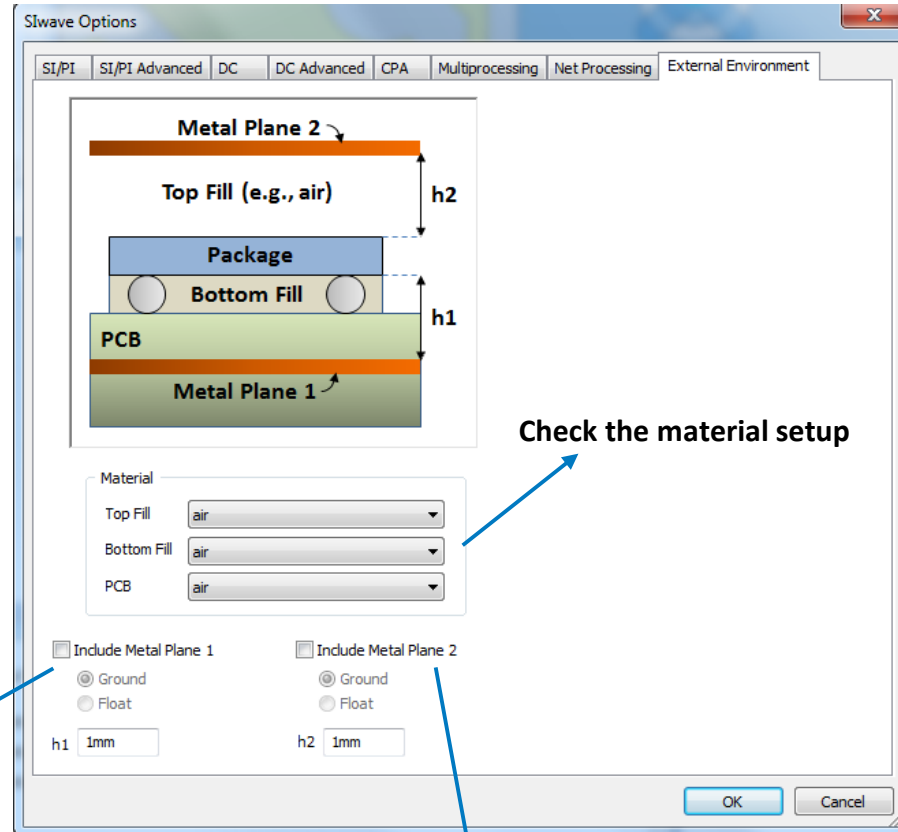 SIwave Options
x
SI/PI SI/PI Advanced DC DC Advanced CPA Multiprocessing Net Processing External Environment
Metal Plane 2
Top Fill (e.g., air)
h2
Package
Bottom Fill
h1
PCB
Metal Plane 1
Check the material setup
Material
Top Fill air
Bottom Fill air
PCB air
Include Metal Plane 1 Include Metal Plane 2
Ground Ground
Float Float
h1 1mm h2 1mm
OK Cancel